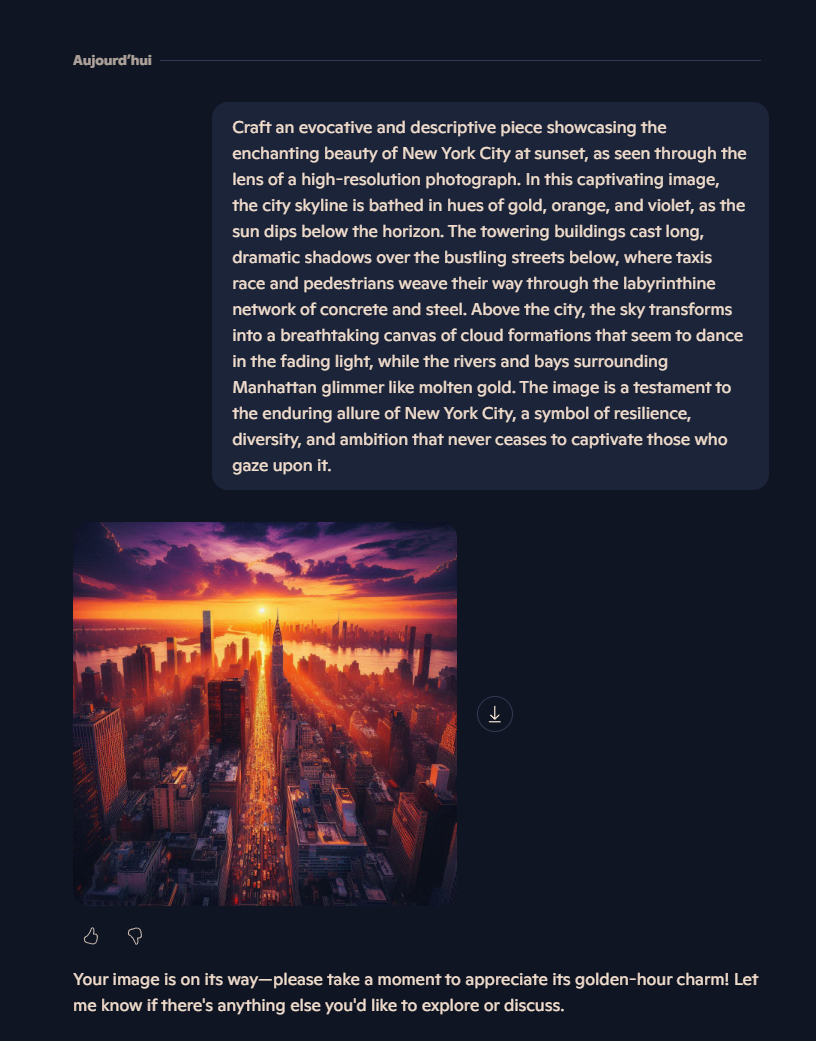 Aujourd'hui
Craft an evocative and descriptive piece showcasing the
enchanting beauty of New York City at sunset, as seen through the
lens of a high-resolution photograph. In this captivating image,
the city skyline is bathed in hues of gold, orange, and violet, as the
sun dips below the horizon. The towering buildings cast long,
dramatic shadows over the bustling streets below, where taxis
race and pedestrians weave their way through the labyrinthine
network of concrete and steel. Above the city, the sky transforms
into a breathtaking canvas of cloud formations that seem to dance
in the fading light, while the rivers and bays surrounding
Manhattan glimmer like molten gold. The image is a testament to
the enduring allure of New York City, a symbol of resilience,
diversity, and ambition that never ceases to captivate those who
gaze upon it.
Your image is on its way—please take a moment to appreciate its golden-hour charm! Let
me know if there's anything else you'd like to explore or discuss.